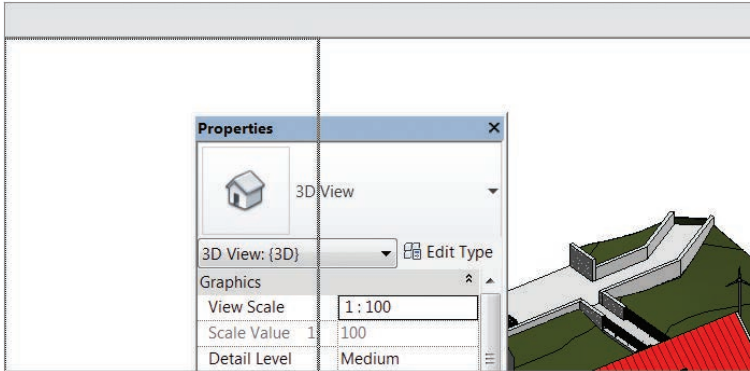 Properties
3D View
3D View: {3D} Edit Type
Graphics
View Scale 1 : 100
Scale Value 1: 100
Detail Level Medium